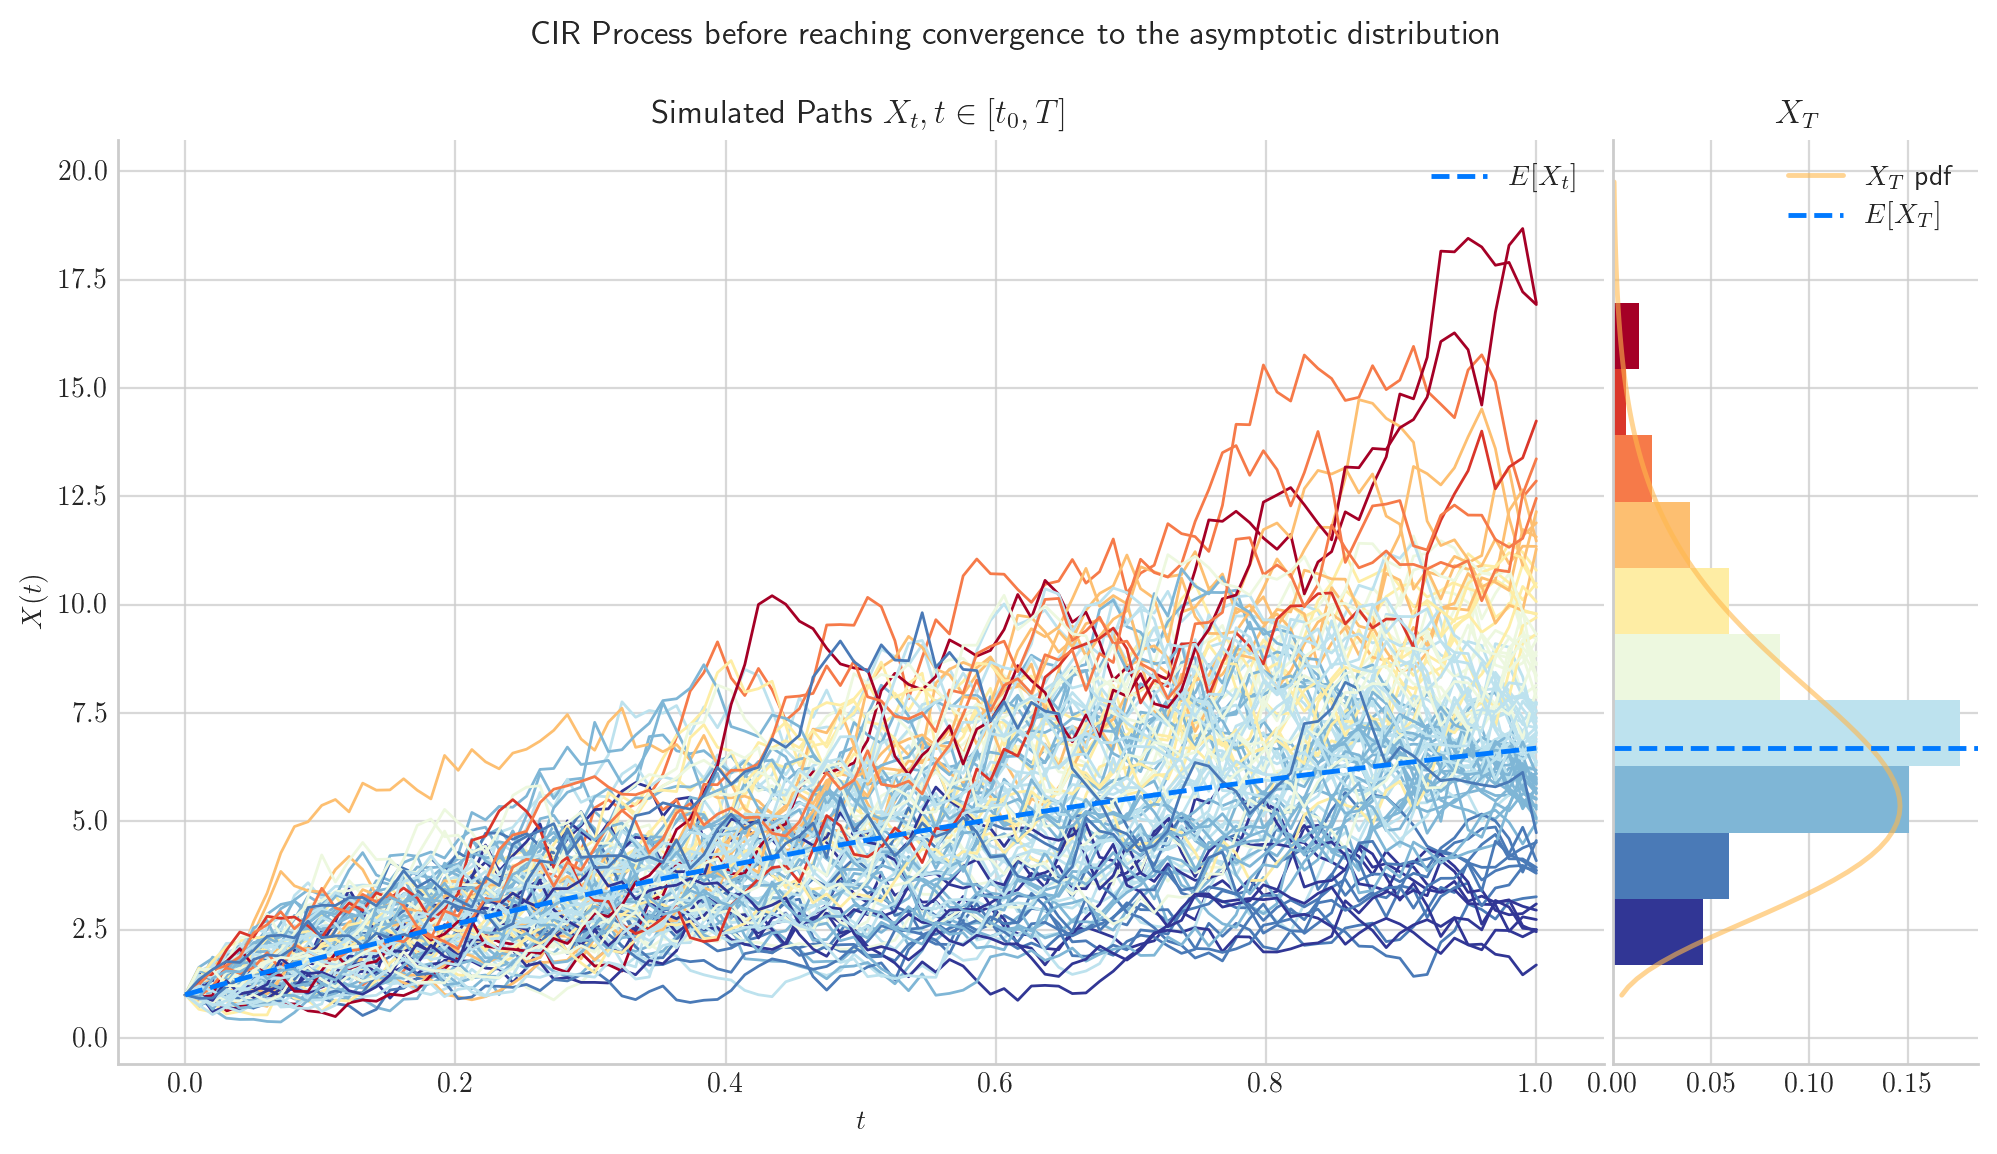 CIR Process before reaching convergence to the asymptotic distribution
Simulated Paths $X_t, t \in [t_0, T]$
$X_T$
20.0
17.5
15.0
12.5
10.0
7.5
5.0
2.5
0.0
$X(t)$
$E[X_t]$
$X_T$ pdf
$E[X_T]$
0.0 0.2 0.4 0.6 0.8 1.0
0.00 0.05 0.10 0.15
$t$